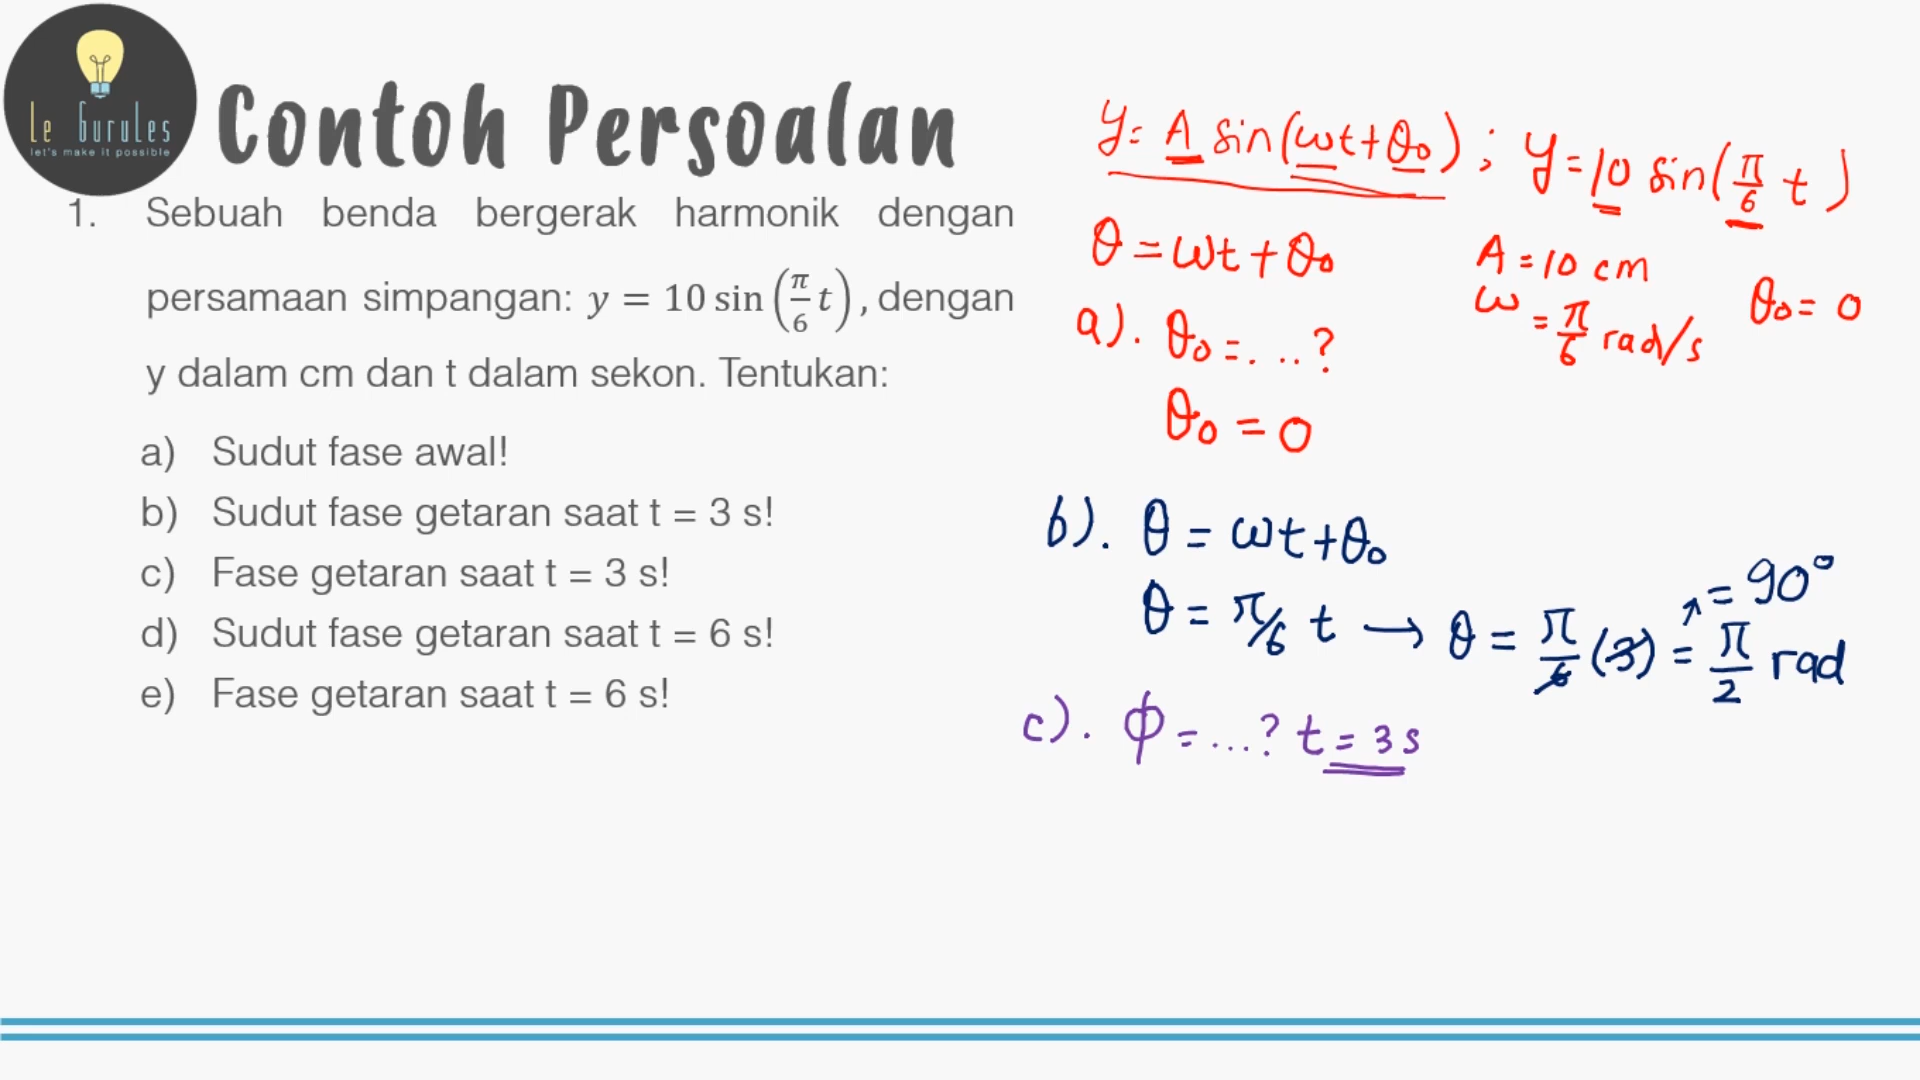 Le Gurules
let's make it possible
Contoh Persoalan
1. Sebuah benda bergerak harmonik dengan
persamaan simpangan: y = 10 sin (π/6 t), dengan
y dalam cm dan t dalam sekon. Tentukan:
a) Sudut fase awal!
b) Sudut fase getaran saat t = 3 s!
c) Fase getaran saat t = 3 s!
d) Sudut fase getaran saat t = 6 s!
e) Fase getaran saat t = 6 s!
y = A sin(ωt+θ₀) ; y = 10 sin(π/6 t)
θ = ωt + θ₀
A = 10 cm
ω = π/6 rad/s
θ₀ = 0
a). θ₀ = ...?
θ₀ = 0
b). θ = ωt+θ₀
θ = π/6 t → θ = π/6 (3) = π/2 rad
↗ = 90°
c). ϕ = ...? t = 3 s